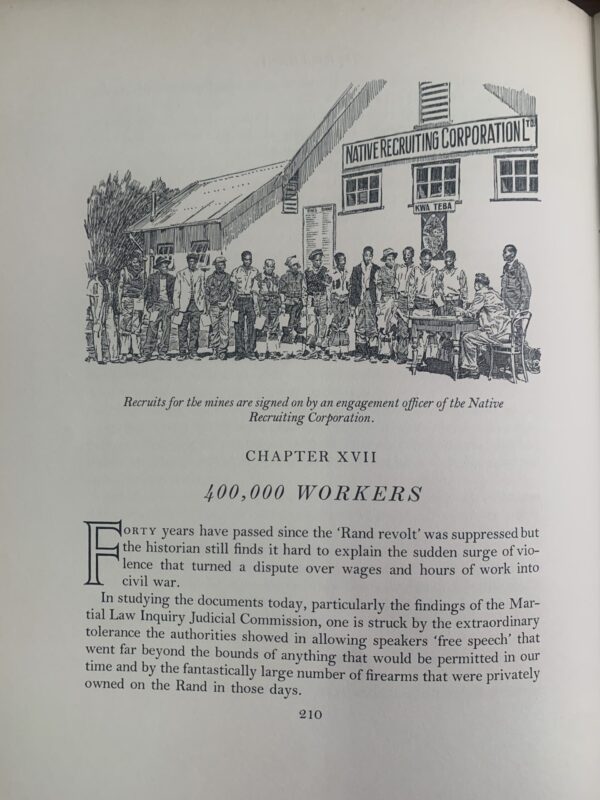 NATIVE RECRUITING CORPORATION LTD
KWA TEBA
Recruits for the mines are signed on by an engagement officer of the Native
Recruiting Corporation.
CHAPTER XVII
400,000 WORKERS
FORTY years have passed since the ‘Rand revolt’ was suppressed but
the historian still finds it hard to explain the sudden surge of vio-
lence that turned a dispute over wages and hours of work into
civil war.
In studying the documents today, particularly the findings of the Mar-
tial Law Inquiry Judicial Commission, one is struck by the extraordinary
tolerance the authorities showed in allowing speakers ‘free speech’ that
went far beyond the bounds of anything that would be permitted in our
time and by the fantastically large number of firearms that were privately
owned on the Rand in those days.
210